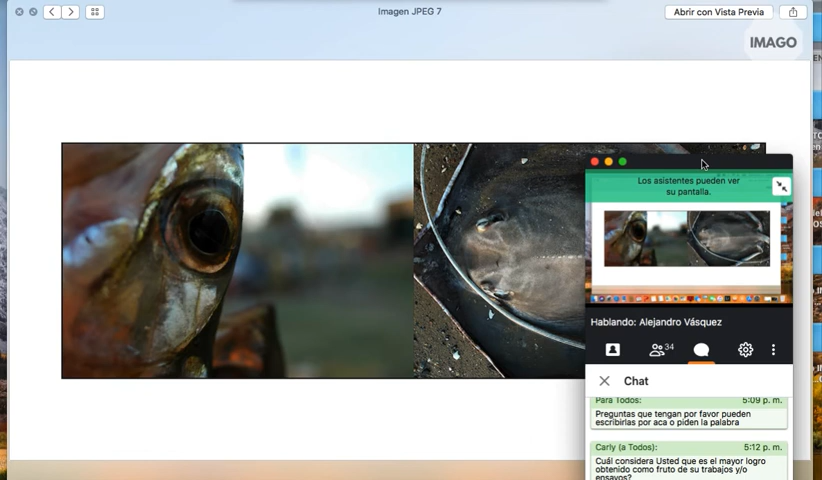 Imagen JPEG 7
Abrir con Vista Previa
IMAGO
Los asistentes pueden ver
su pantalla.
Hablando: Alejandro Vásquez
34
Chat
Para Todos: 5:09 p. m.
Preguntas que tengan por favor pueden
escribirlas por aca o piden la palabra
Carly (a Todos): 5:12 p. m.
Cuál considera Usted que es el mayor logro
obtenido como fruto de su trabajos y/o
ensayos?